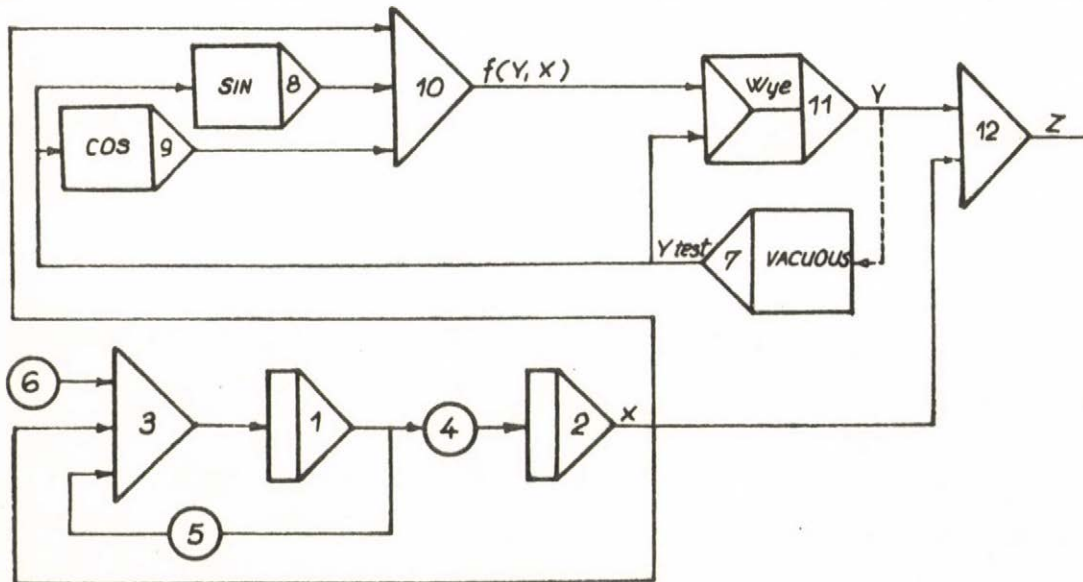 SIN 8
10
f(Y, X)
Wye 11
Y
12
Z
COS 9
Y test
7 VACUOUS
6
3
1
4
2
X
5